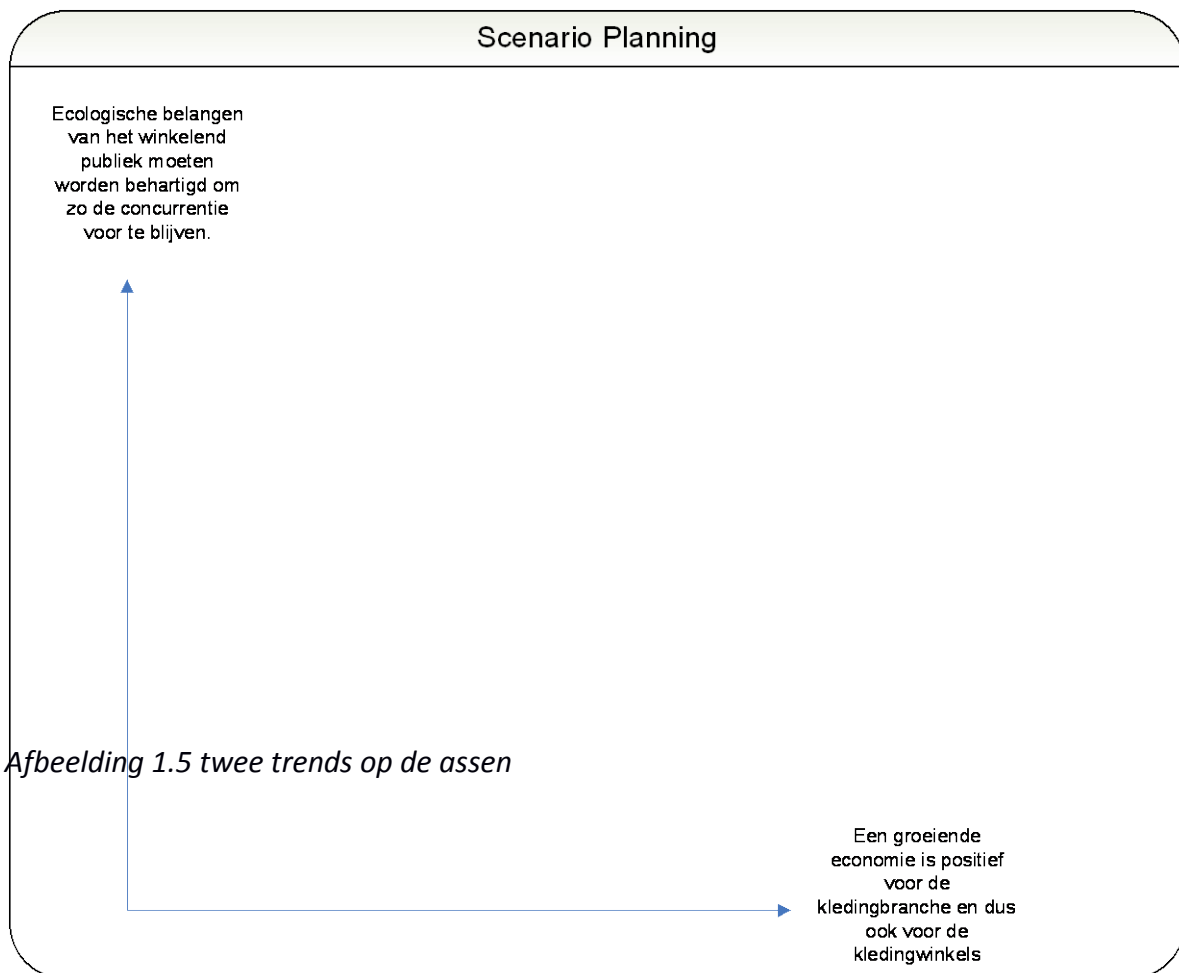 Scenario Planning
Ecologische belangen
van het winkelend
publiek moeten
worden behartigd om
zo de concurrentie
voor te blijven.
Afbeelding 1.5 twee trends op de assen
Een groeiende
economie is positief
voor de
kledingbranche en dus
ook voor de
kledingwinkels